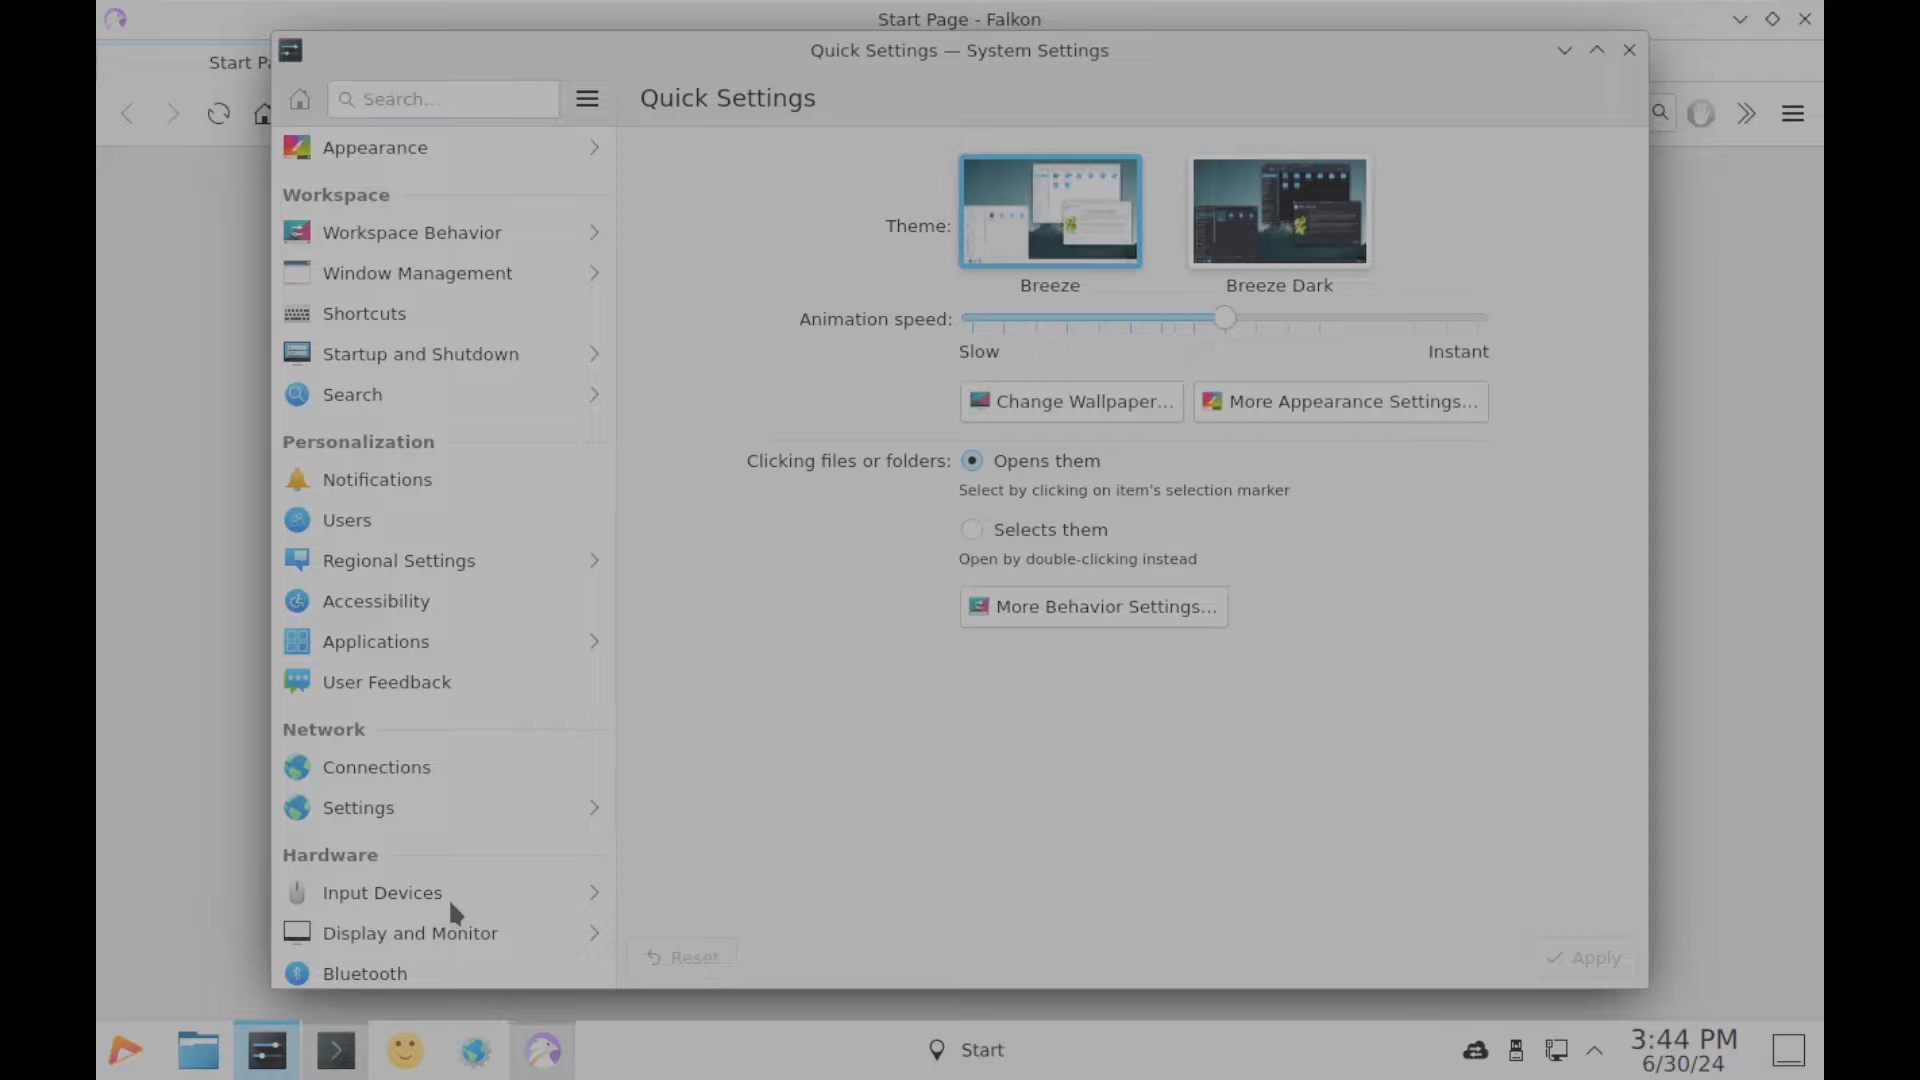 Start Page - Falkon
Quick Settings — System Settings
Start Pa
Search...
Quick Settings
Appearance
Workspace
Workspace Behavior
Window Management
Shortcuts
Startup and Shutdown
Search
Personalization
Notifications
Users
Regional Settings
Accessibility
Applications
User Feedback
Network
Connections
Settings
Hardware
Input Devices
Display and Monitor
Bluetooth
Theme:
Breeze
Breeze Dark
Animation speed:
Slow
Instant
Change Wallpaper...
More Appearance Settings...
Clicking files or folders:
Opens them
Select by clicking on item's selection marker
Selects them
Open by double-clicking instead
More Behavior Settings...
Reset
Apply
Start
3:44 PM
6/30/24